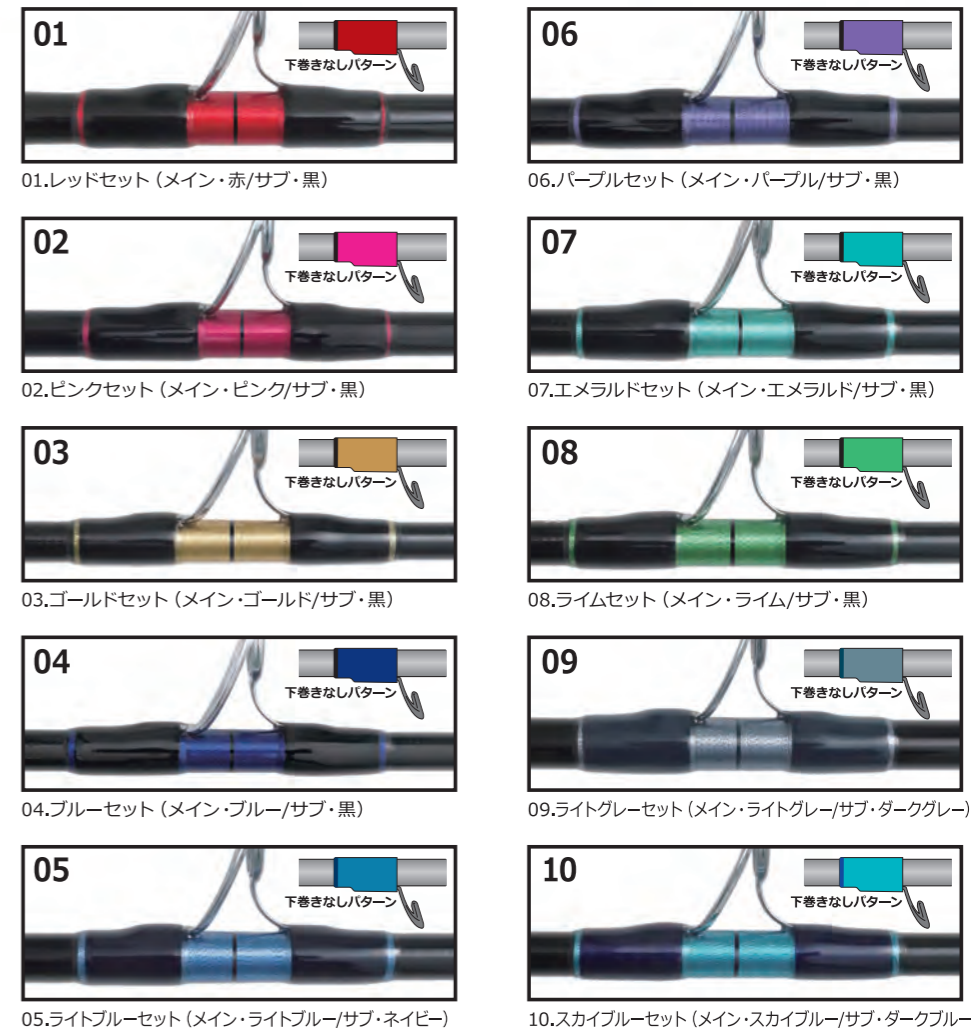 01
下巻きなしパターン
01.レッドセット（メイン・赤/サブ・黒）
02
下巻きなしパターン
02.ピンクセット（メイン・ピンク/サブ・黒）
03
下巻きなしパターン
03.ゴールドセット（メイン・ゴールド/サブ・黒）
04
下巻きなしパターン
04.ブルーセット（メイン・ブルー/サブ・黒）
05
下巻きなしパターン
05.ライトブルーセット（メイン・ライトブルー/サブ・ネイビー）
06
下巻きなしパターン
06.パープルセット（メイン・パープル/サブ・黒）
07
下巻きなしパターン
07.エメラルドセット（メイン・エメラルド/サブ・黒）
08
下巻きなしパターン
08.ライムセット（メイン・ライム/サブ・黒）
09
下巻きなしパターン
09.ライトグレーセット（メイン・ライトグレー/サブ・ダークグレー）
10
下巻きなしパターン
10.スカイブルーセット（メイン・スカイブルー/サブ・ダークブルー